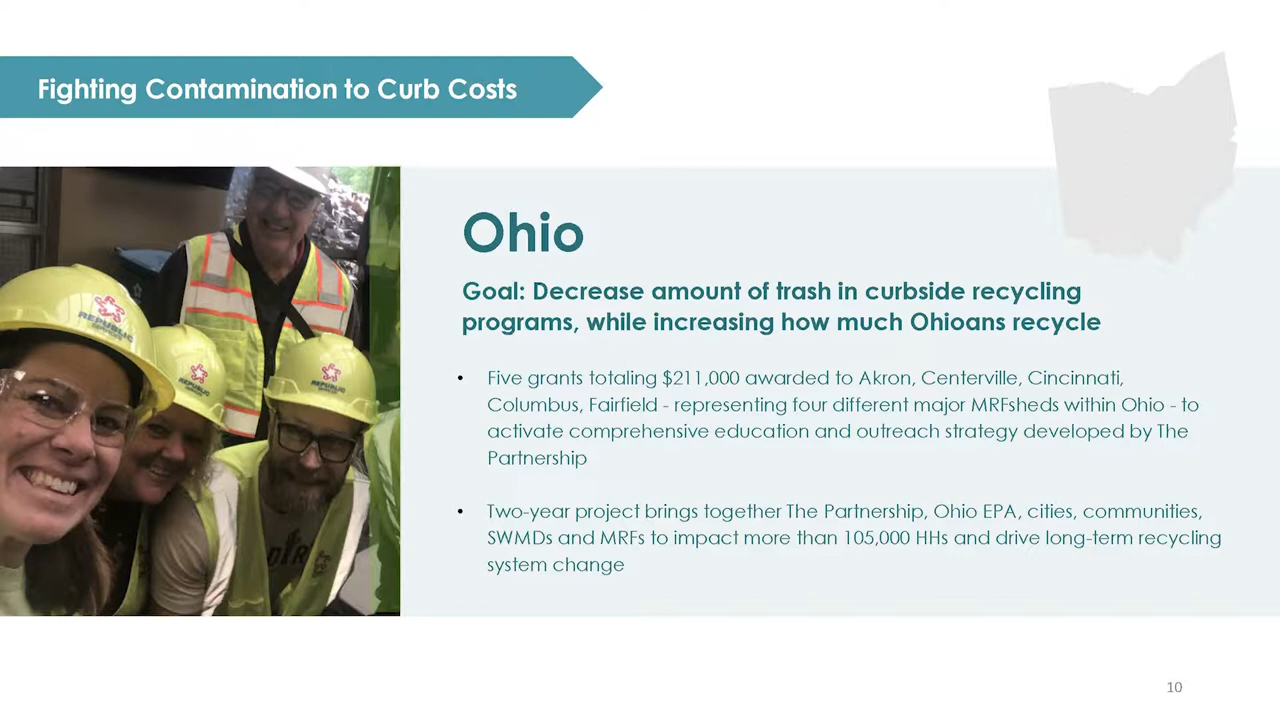 Fighting Contamination to Curb Costs
Ohio
Goal: Decrease amount of trash in curbside recycling
programs, while increasing how much Ohioans recycle
• Five grants totaling $211,000 awarded to Akron, Centerville, Cincinnati,
Columbus, Fairfield - representing four different major MRFsheds within Ohio - to
activate comprehensive education and outreach strategy developed by The
Partnership
• Two-year project brings together The Partnership, Ohio EPA, cities, communities,
SWMDs and MRFs to impact more than 105,000 HHs and drive long-term recycling
system change
REPUBLIC
REPUBLIC
REPUBLIC
10